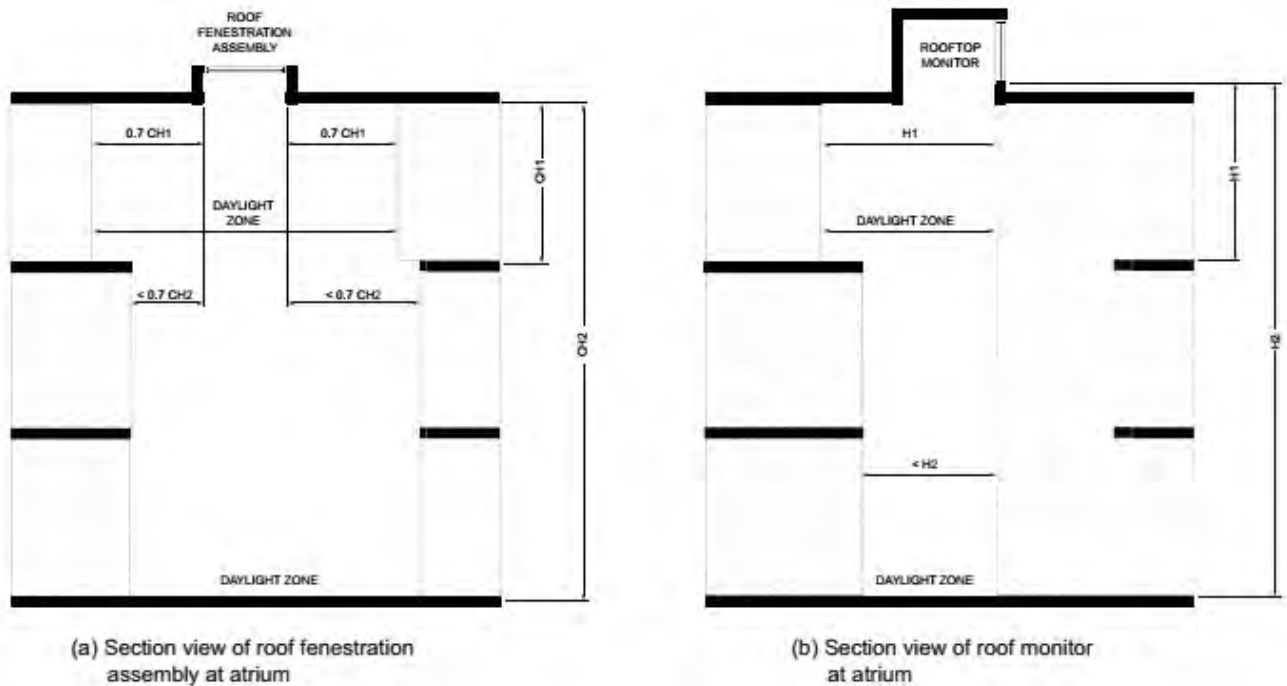 ROOF
FENESTRATION
ASSEMBLY
0.7 CH1
0.7 CH1
CH1
DAYLIGHT
ZONE
< 0.7 CH2
< 0.7 CH2
CH2
DAYLIGHT ZONE
(a) Section view of roof fenestration
assembly at atrium
ROOFTOP
MONITOR
H1
H1
DAYLIGHT ZONE
H2
< H2
DAYLIGHT ZONE
(b) Section view of roof monitor
at atrium